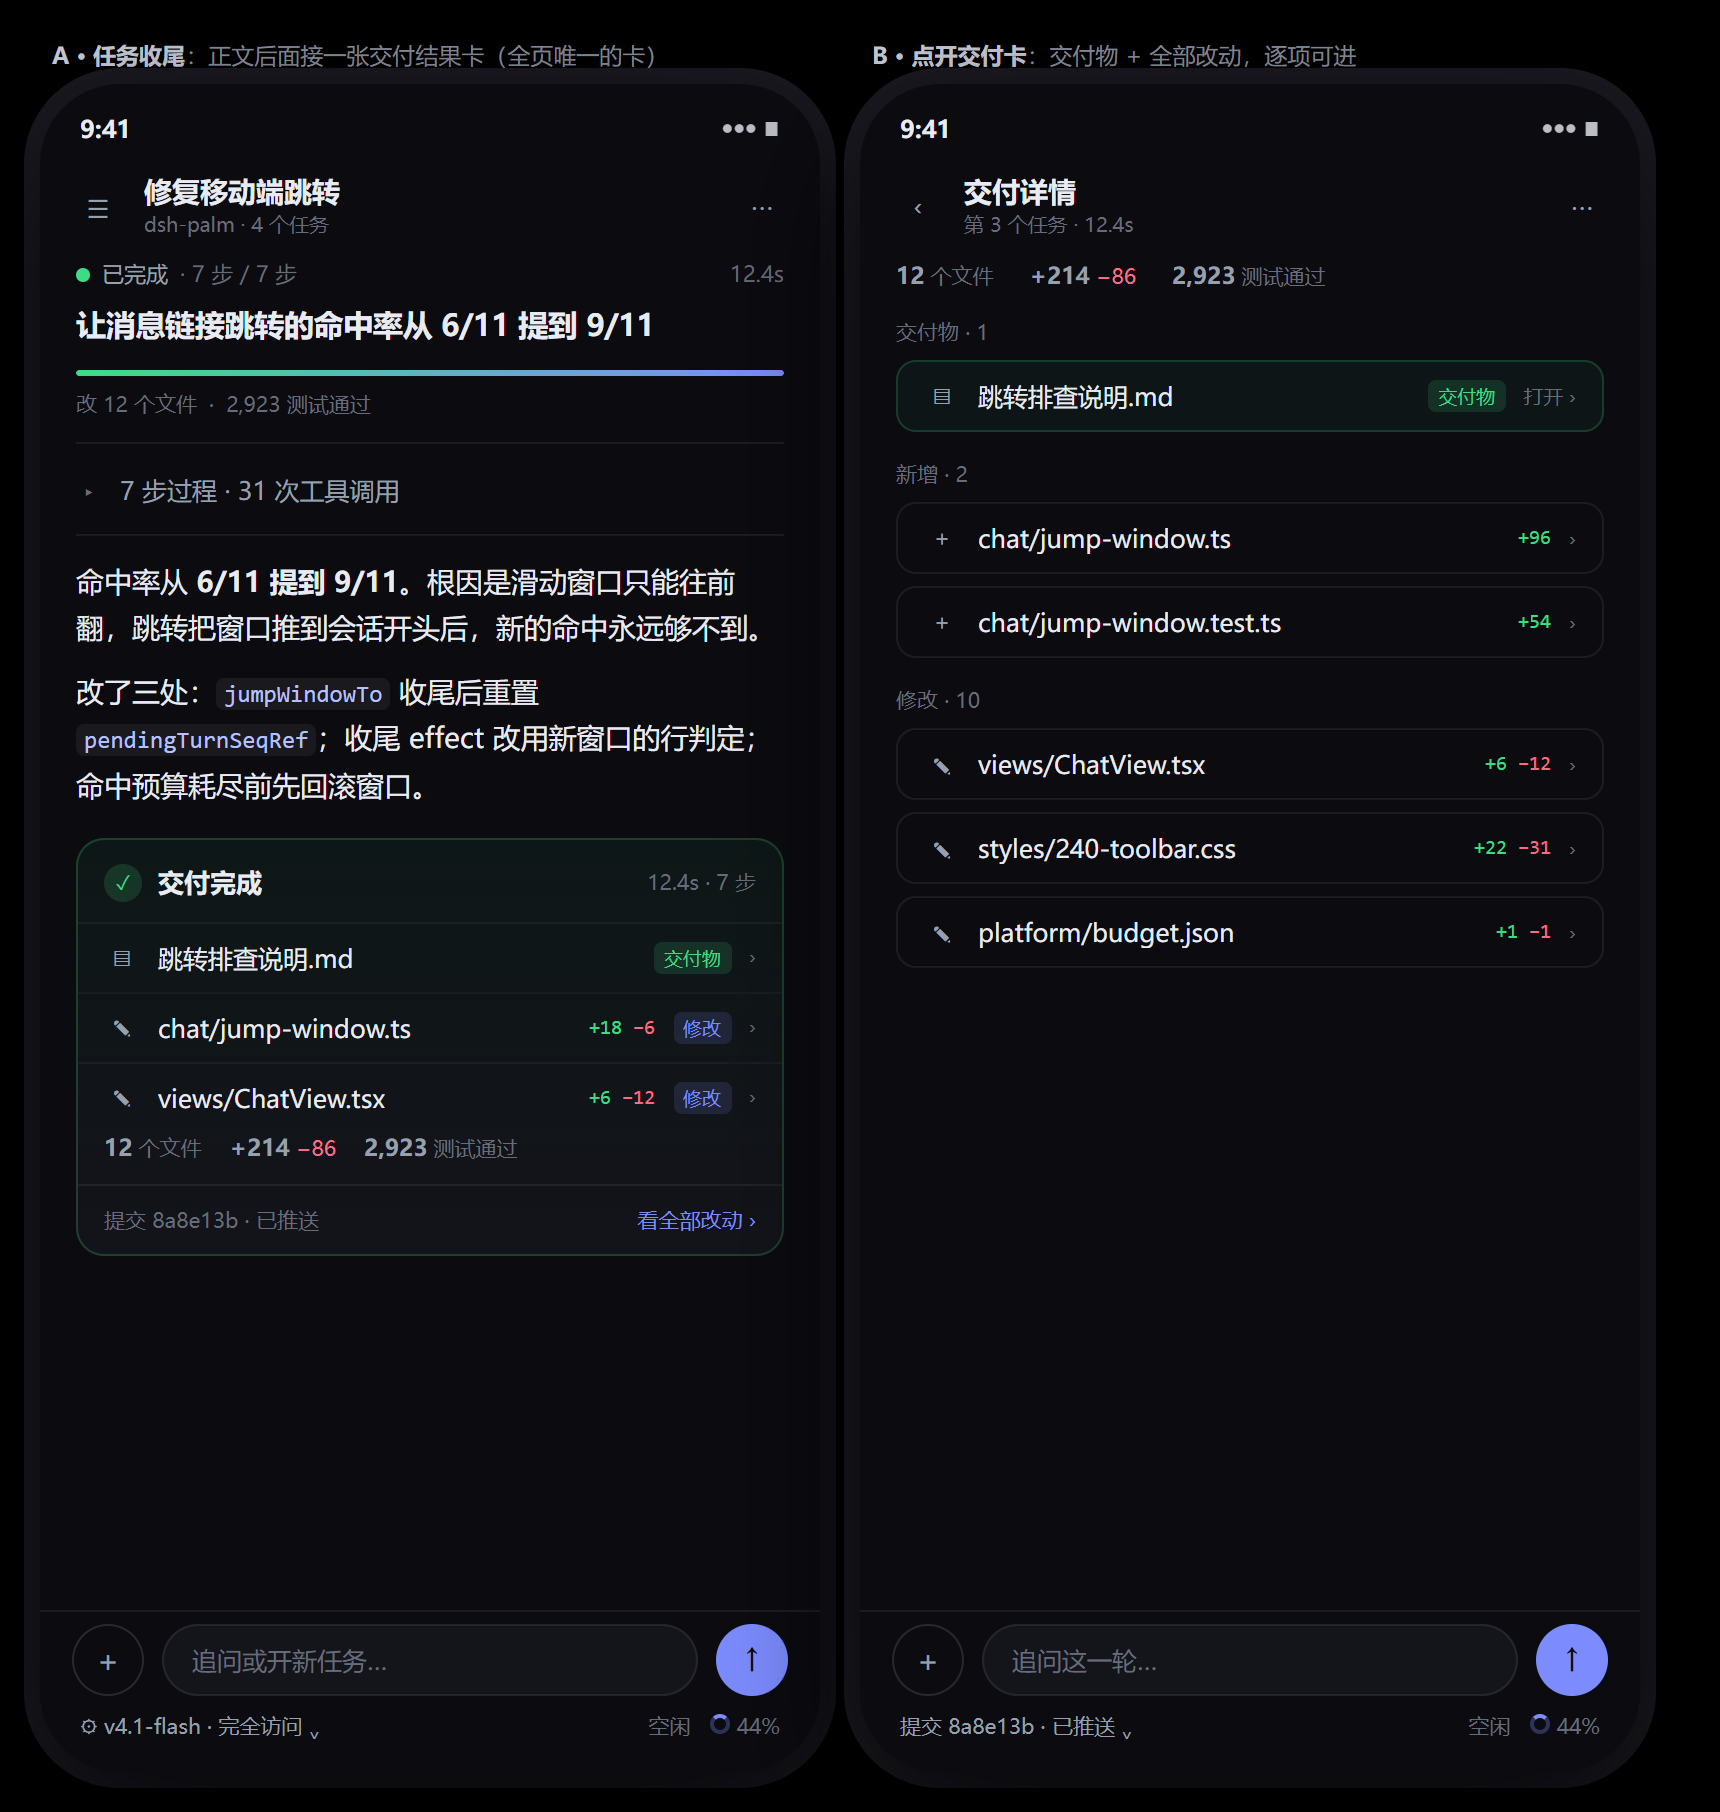 A • 任务收尾：正文后面接一张交付结果卡（全页唯一的卡）
9:41
修复移动端跳转
dsh-palm · 4 个任务
已完成 · 7 步 / 7 步
12.4s
让消息链接跳转的命中率从 6/11 提到 9/11
改 12 个文件 · 2,923 测试通过
7 步过程 · 31 次工具调用
命中率从 6/11 提到 9/11。根因是滑动窗口只能往前
翻，跳转把窗口推到会话开头后，新的命中永远够不到。
改了三处：jumpWindowTo 收尾后重置
pendingTurnSeqRef；收尾 effect 改用新窗口的行判定；
命中预算耗尽前先回滚窗口。
✓ 交付完成 12.4s · 7 步
跳转排查说明.md 交付物 ›
chat/jump-window.ts +18 −6 修改 ›
views/ChatView.tsx +6 −12 修改 ›
12 个文件 +214 −86 2,923 测试通过
提交 8a8e13b · 已推送 看全部改动 ›
+ 追问或开新任务... ↑
v4.1-flash · 完全访问
空闲 44%
B • 点开交付卡：交付物 + 全部改动，逐项可进
9:41
‹ 交付详情 ···
第 3 个任务 · 12.4s
12 个文件 +214 −86 2,923 测试通过
交付物 · 1
跳转排查说明.md 交付物 打开 ›
新增 · 2
+ chat/jump-window.ts +96 ›
+ chat/jump-window.test.ts +54 ›
修改 · 10
views/ChatView.tsx +6 −12 ›
styles/240-toolbar.css +22 −31 ›
platform/budget.json +1 −1 ›
+ 追问这一轮... ↑
提交 8a8e13b · 已推送
空闲 44%